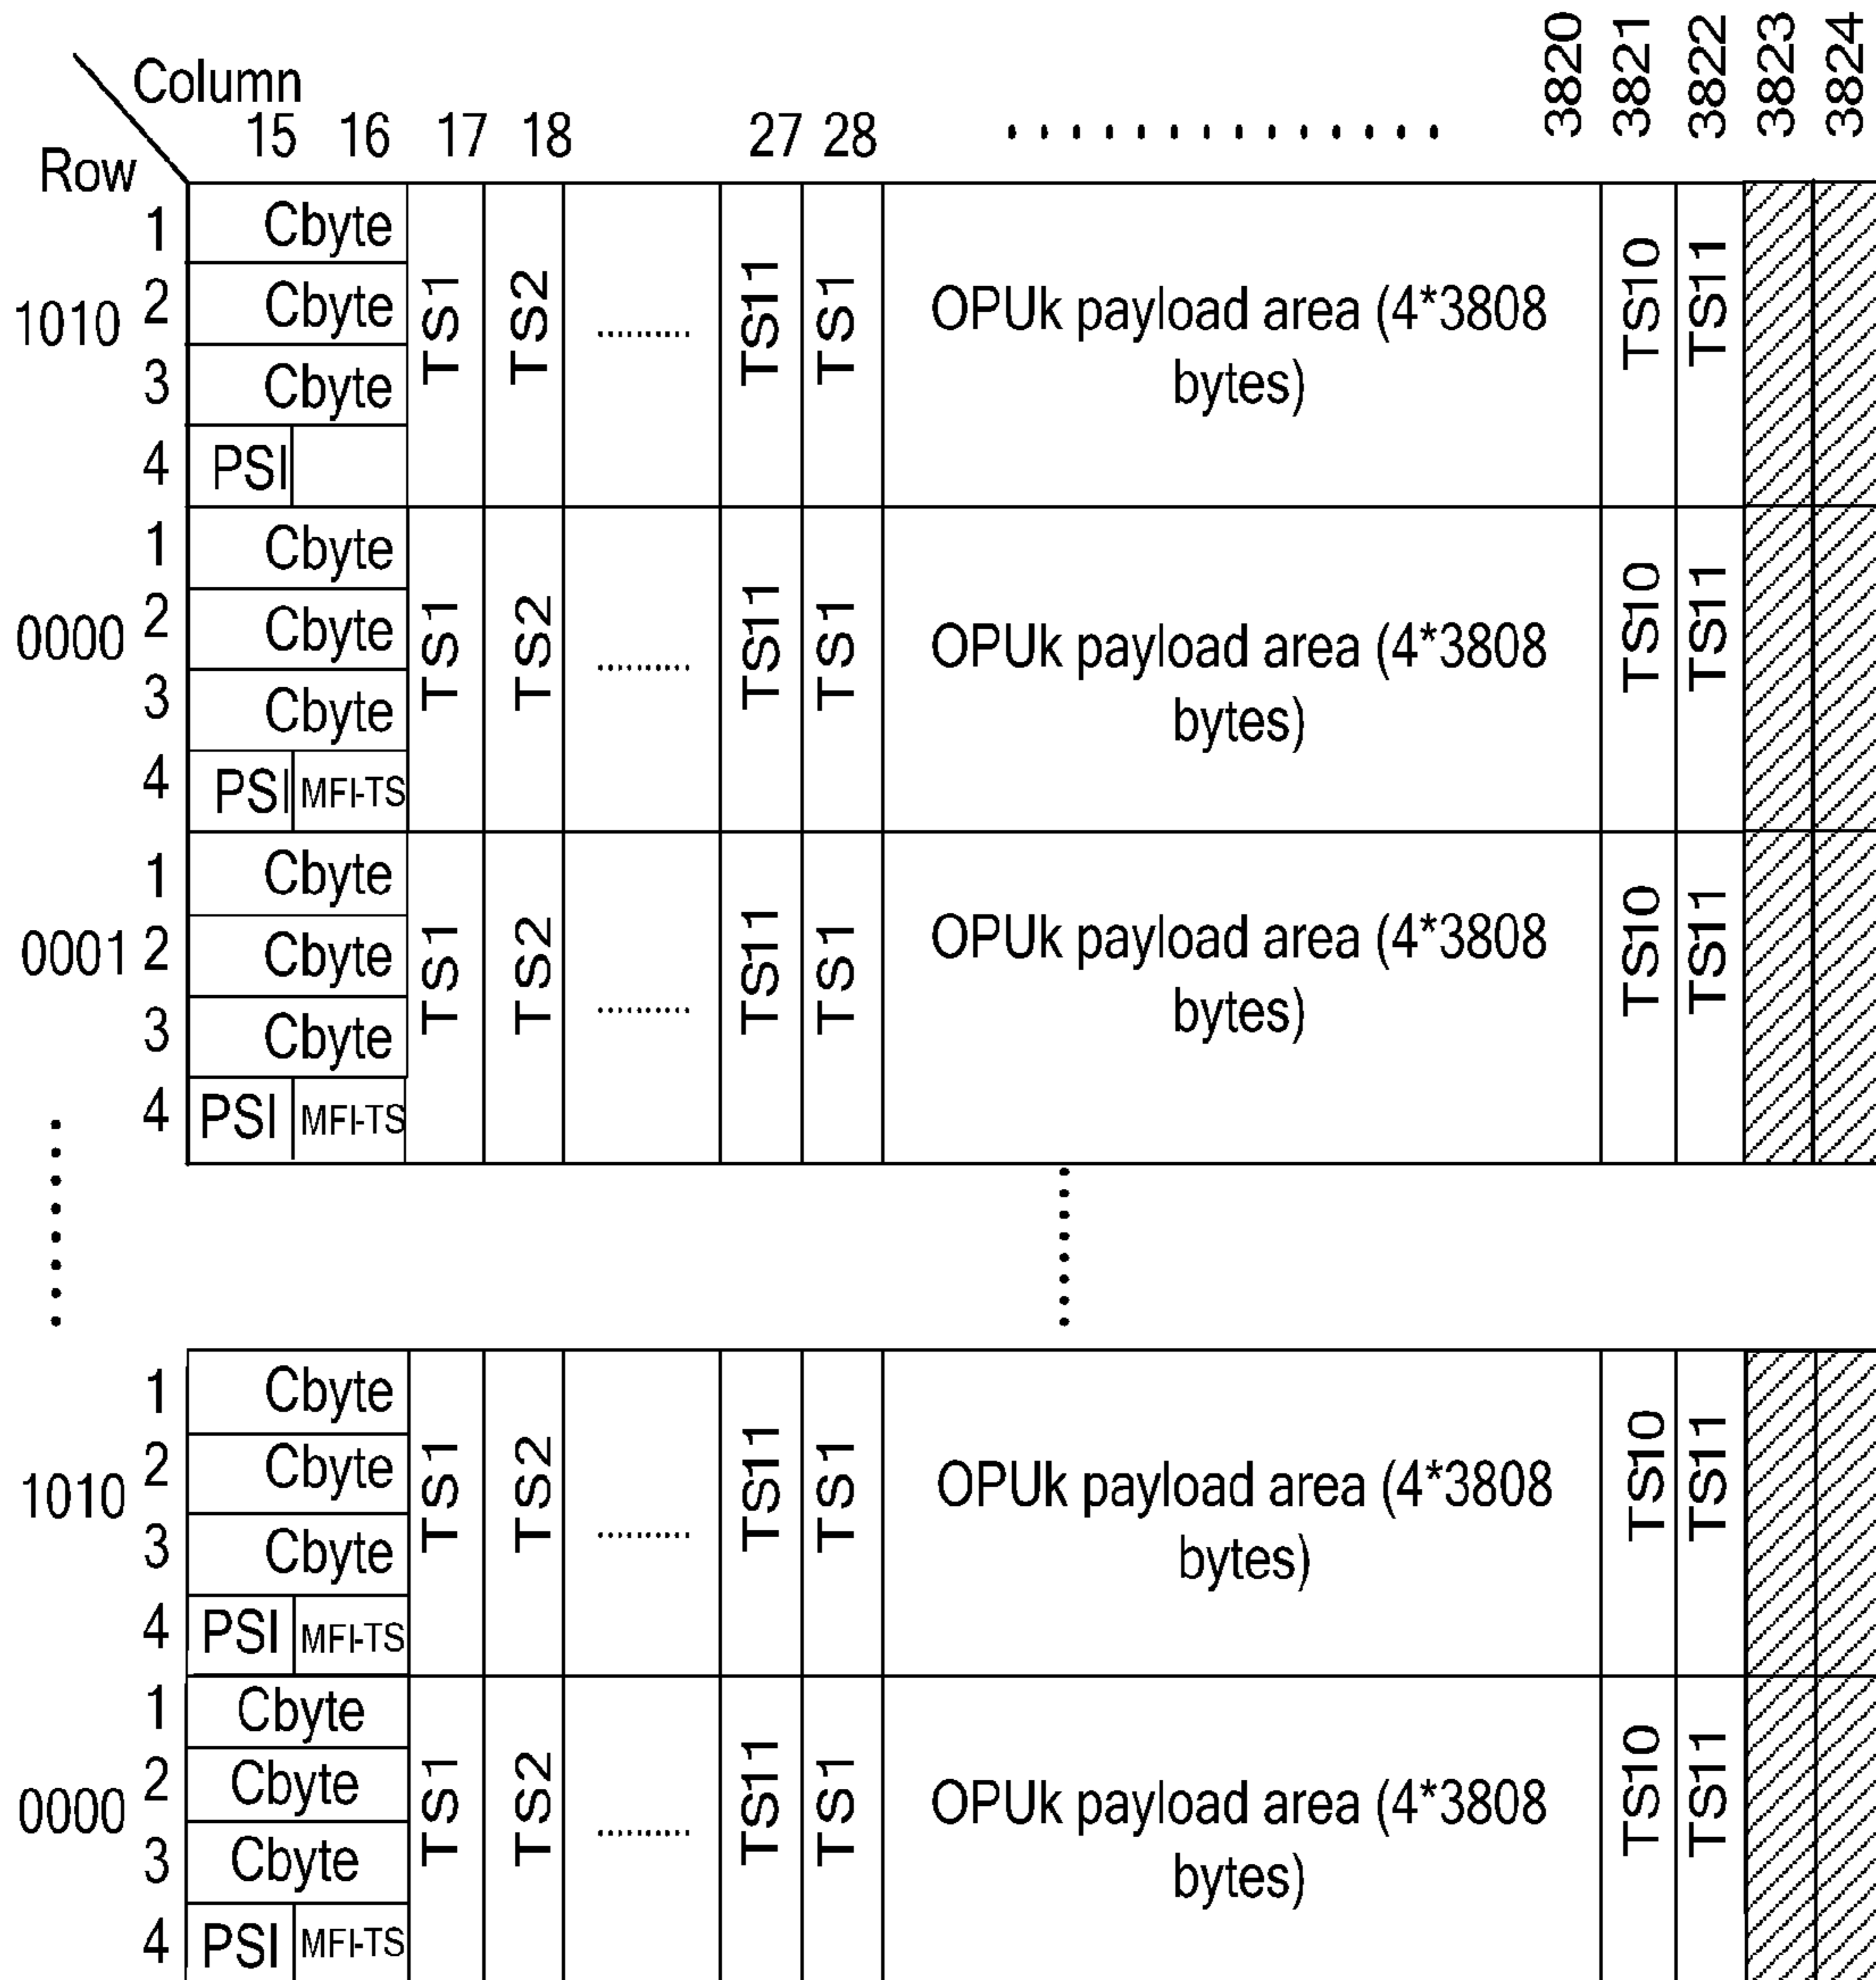 Column
Row
15 16 17 18 27 28 .............. 3820 3821 3822 3823 3824
1010
1 Cbyte
2 Cbyte
3 Cbyte
4 PSI
TS1 TS2 ......... TS11 TS1
OPUk payload area (4*3808
bytes)
TS10 TS11
0000
1 Cbyte
2 Cbyte
3 Cbyte
4 PSI MFI-TS
TS1 TS2 ......... TS11 TS1
OPUk payload area (4*3808
bytes)
TS10 TS11
0001
1 Cbyte
2 Cbyte
3 Cbyte
4 PSI MFI-TS
TS1 TS2 ......... TS11 TS1
OPUk payload area (4*3808
bytes)
TS10 TS11
1010
1 Cbyte
2 Cbyte
3 Cbyte
4 PSI MFI-TS
TS1 TS2 ......... TS11 TS1
OPUk payload area (4*3808
bytes)
TS10 TS11
0000
1 Cbyte
2 Cbyte
3 Cbyte
4 PSI MFI-TS
TS1 TS2 ......... TS11 TS1
OPUk payload area (4*3808
bytes)
TS10 TS11